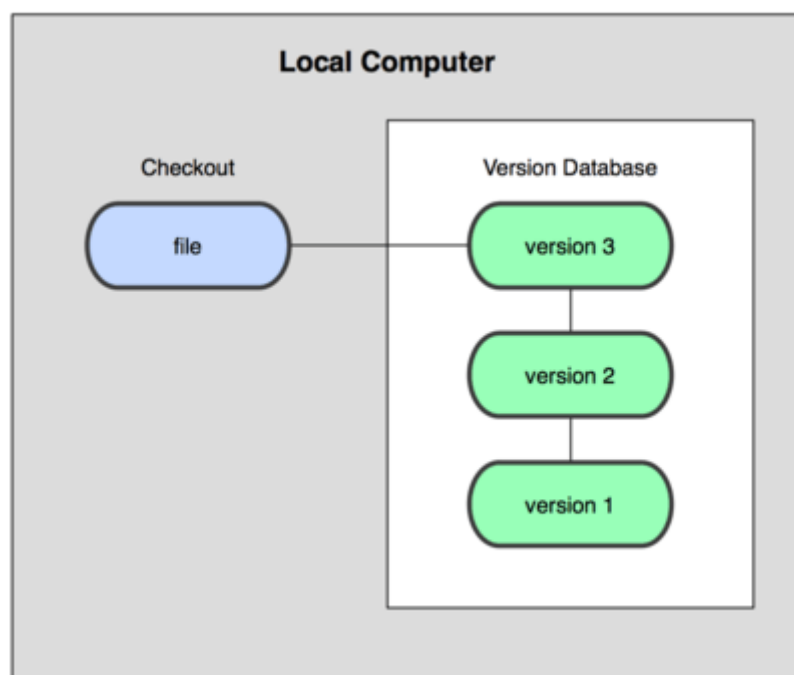 Local Computer
Checkout
Version Database
file
version 3
version 2
version 1